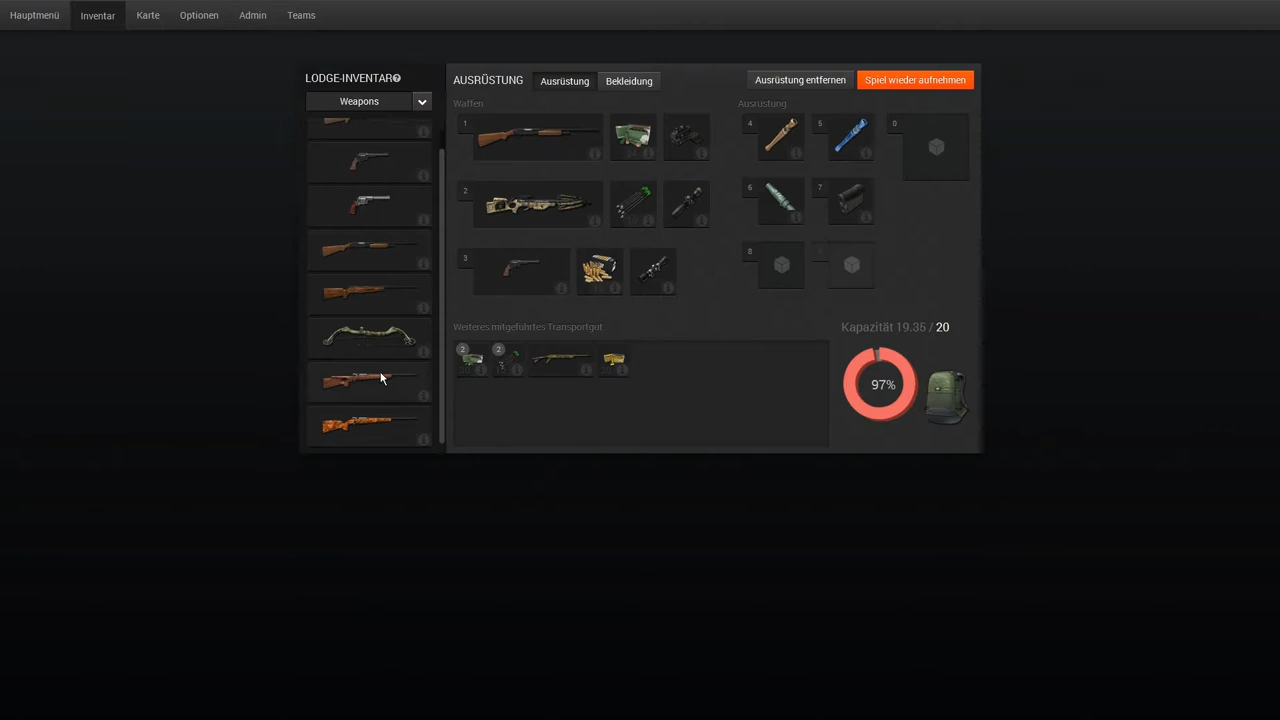 Hauptmenü Inventar Karte Optionen Admin Teams
LODGE-INVENTAR
Weapons
AUSRÜSTUNG Ausrüstung Bekleidung Ausrüstung entfernen Spiel wieder aufnehmen
Waffen Ausrüstung
1 4 5 0
2 6 7
3 8
Weiteres mitgeführtes Transportgut
2 2
Kapazität 19.35 / 20
97%